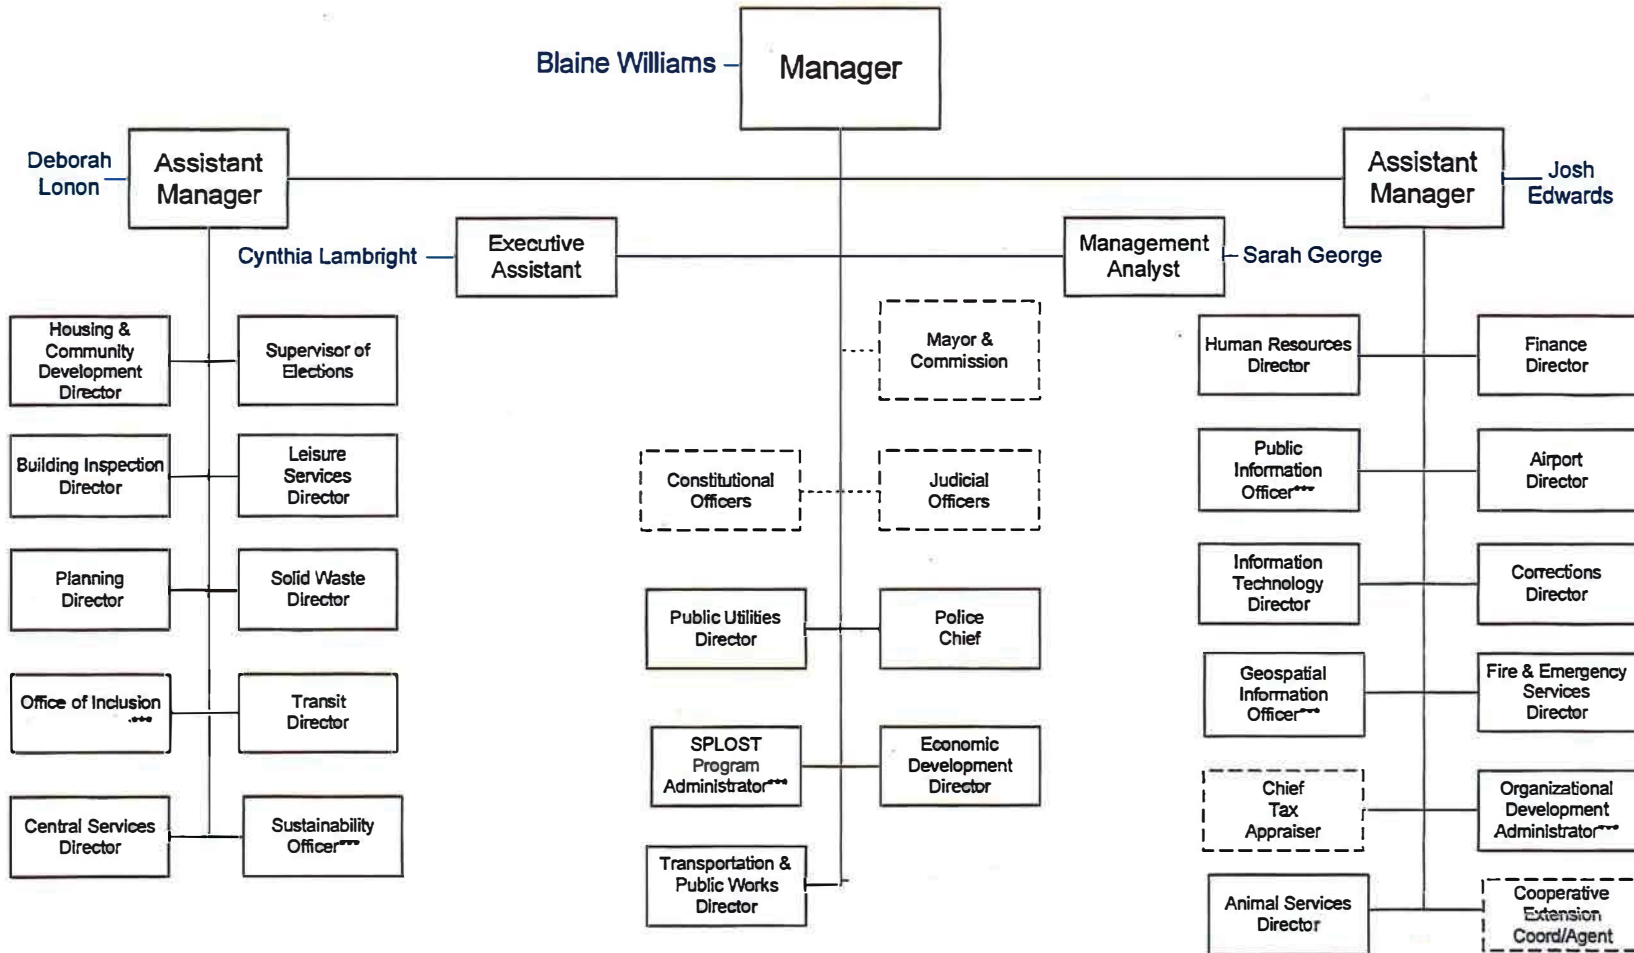 Blaine Williams
Manager
Deborah
Lonon
Assistant
Manager
Assistant
Manager
Josh
Edwards
Cynthia Lambright
Executive
Assistant
Management
Analyst
Sarah George
Housing &
Community
Development
Director
Supervisor of
Elections
Building Inspection
Director
Leisure
Services
Director
Planning
Director
Solid Waste
Director
Office of Inclusion
***
Transit
Director
Central Services
Director
Sustainability
Officer***
Mayor &
Commission
Constitutional
Officers
Judicial
Officers
Public Utilities
Director
Police
Chief
SPLOST
Program
Administrator***
Economic
Development
Director
Transportation &
Public Works
Director
Human Resources
Director
Finance
Director
Public
Information
Officer***
Airport
Director
Information
Technology
Director
Corrections
Director
Geospatial
Information
Officer***
Fire & Emergency
Services
Director
Chief
Tax
Appraiser
Organizational
Development
Administrator***
Animal Services
Director
Cooperative
Extension
Coord/Agent